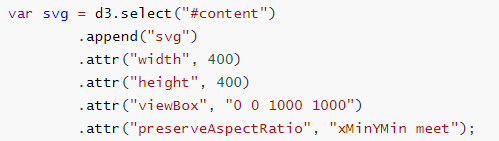 var svg = d3.select("#content")
.append("svg")
.attr("width", 400)
.attr("height", 400)
.attr("viewBox", "0 0 1000 1000")
.attr("preserveAspectRatio", "xMinYMin meet");